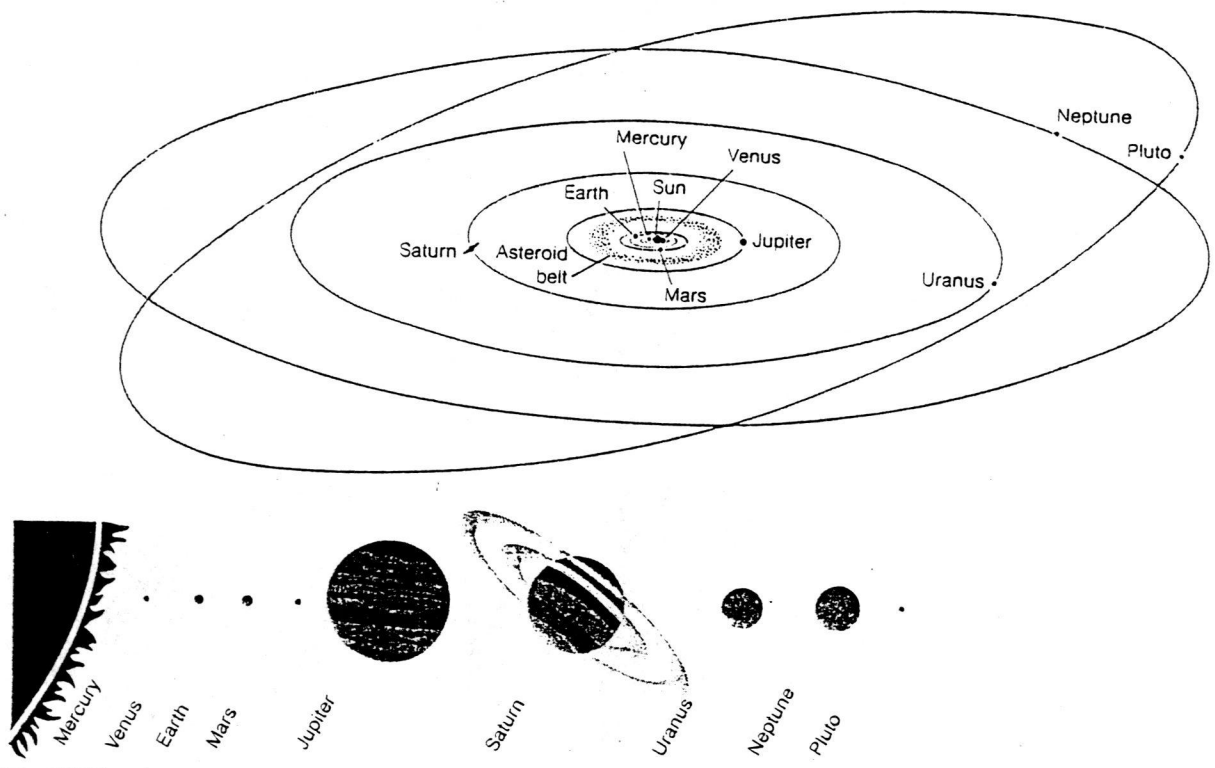 Neptune
Mercury
Venus
Pluto
Earth
Sun
Saturn
Asteroid
belt
Jupiter
Mars
Uranus
Mercury
Venus
Earth
Mars
Jupiter
Saturn
Uranus
Neptune
Pluto